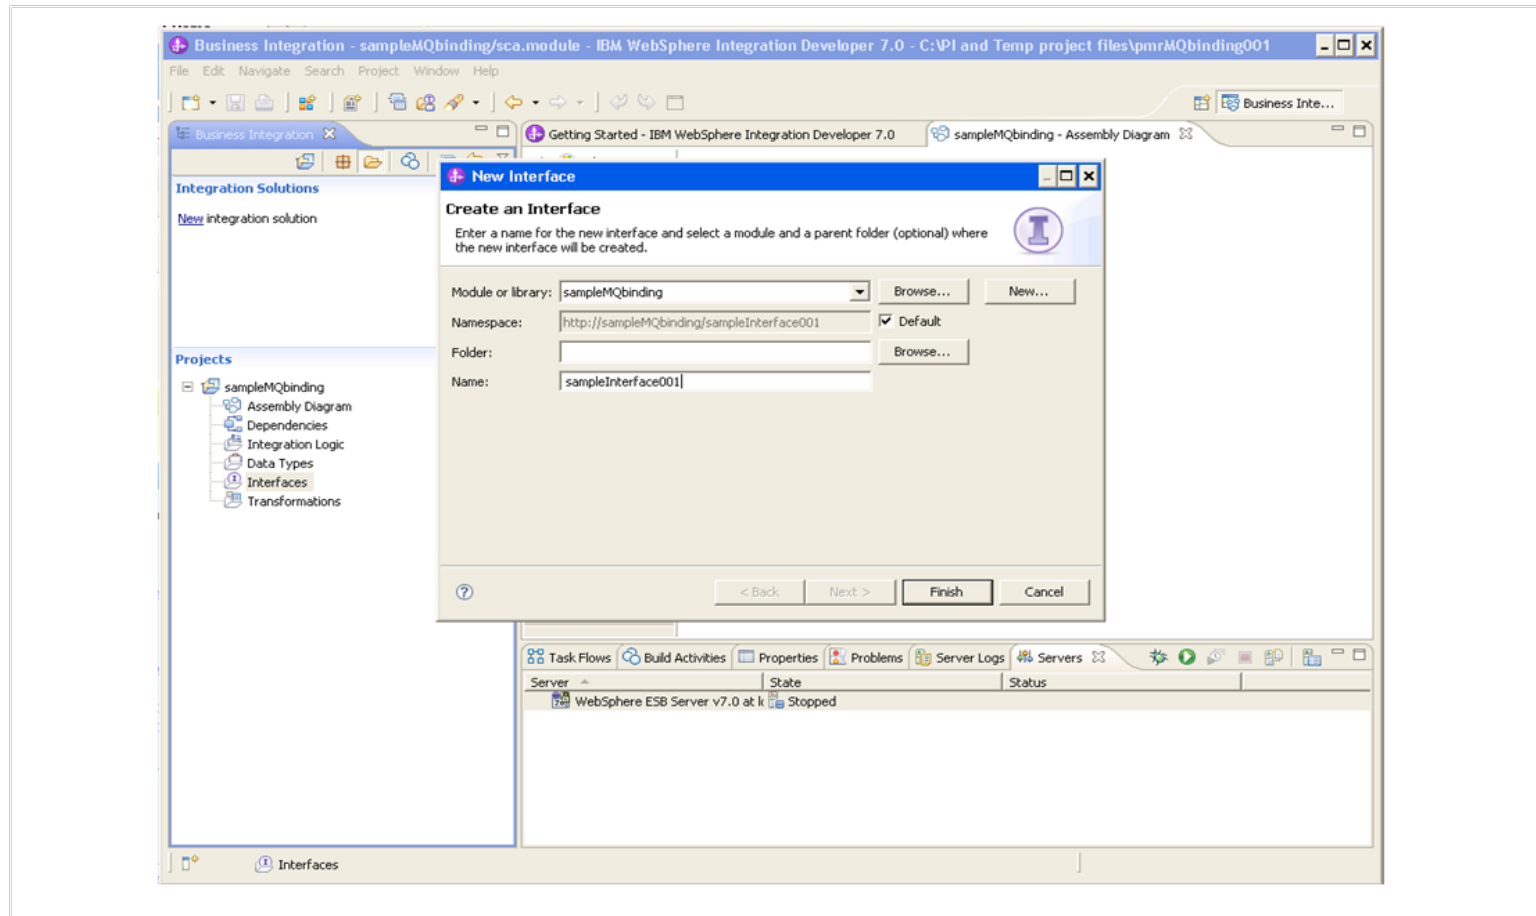 Business Integration - sampleMQbinding/sca.module - IBM WebSphere Integration Developer 7.0 - C:\PI and Temp project files\pmrMQbinding001
File Edit Navigate Search Project Window Help
Business Inte...
Business Integration
Getting Started - IBM WebSphere Integration Developer 7.0
sampleMQbinding - Assembly Diagram
Integration Solutions
New integration solution
New Interface
Create an Interface
Enter a name for the new interface and select a module and a parent folder (optional) where
the new interface will be created.
Module or library: sampleMQbinding Browse... New...
Namespace: http://sampleMQbinding/sampleInterface001 Default
Folder: Browse...
Name: sampleInterface001
Projects
sampleMQbinding
Assembly Diagram
Dependencies
Integration Logic
Data Types
Interfaces
Transformations
< Back Next > Finish Cancel
Task Flows Build Activities Properties Problems Server Logs Servers
Server State Status
WebSphere ESB Server v7.0 at Stopped
Interfaces